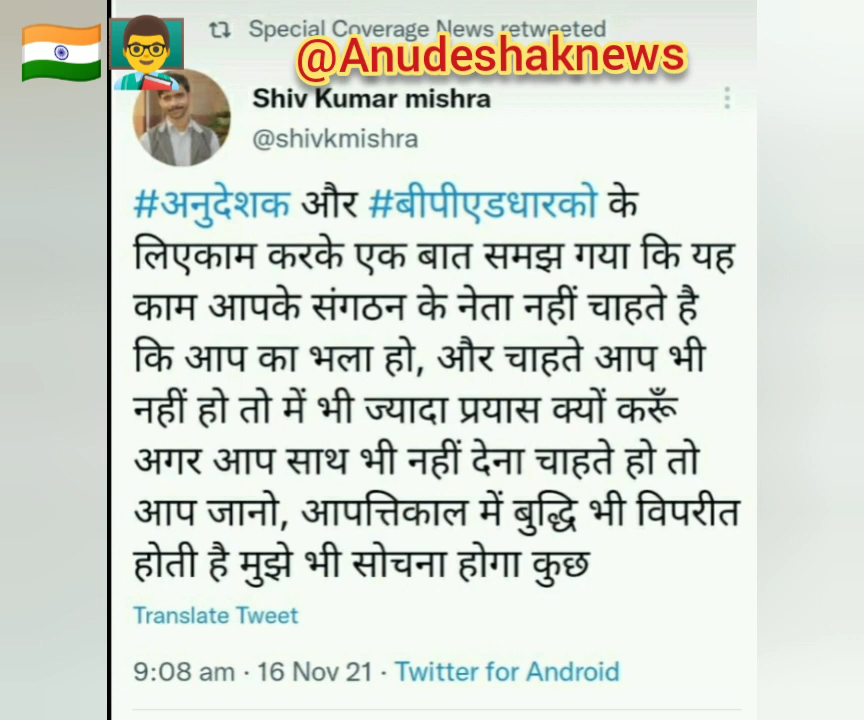 Special Coverage News retweeted
@Anudeshaknews
Shiv Kumar mishra
@shivkmishra
#अनुदेशक और #बीपीएडधारको के
लिएकाम करके एक बात समझ गया कि यह
काम आपके संगठन के नेता नहीं चाहते है
कि आप का भला हो, और चाहते आप भी
नहीं हो तो में भी ज्यादा प्रयास क्यों करूँ
अगर आप साथ भी नहीं देना चाहते हो तो
आप जानो, आपत्तिकाल में बुद्धि भी विपरीत
होती है मुझे भी सोचना होगा कुछ
Translate Tweet
9:08 am · 16 Nov 21 · Twitter for Android